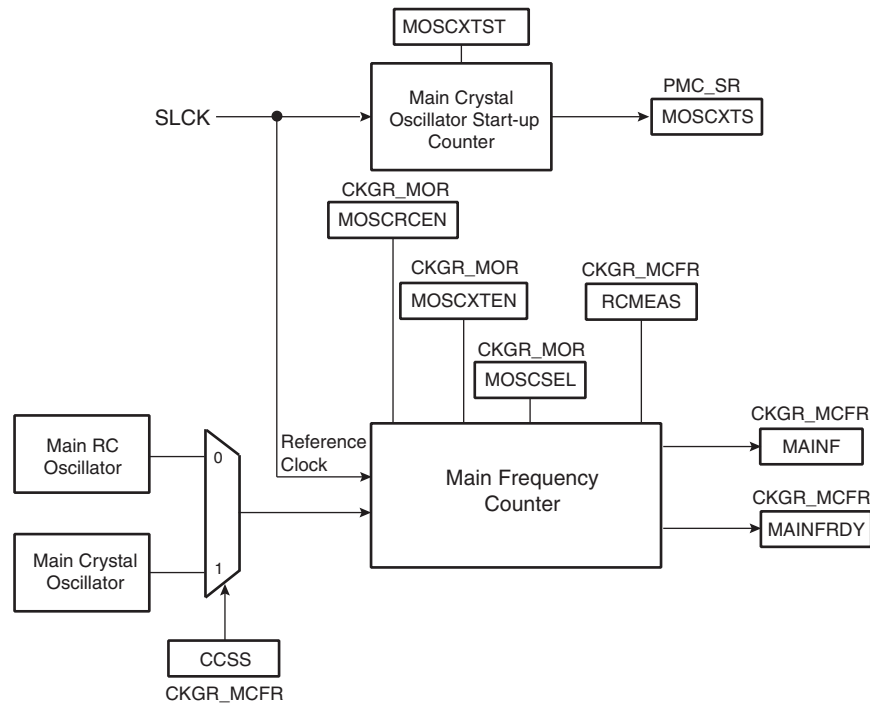 MOSCXTST
SLCK
Main Crystal
Oscillator Start-up
Counter
PMC_SR
MOSCXTS
CKGR_MOR
MOSCRCEN
CKGR_MOR
MOSCXTEN
CKGR_MCFR
RCMEAS
CKGR_MOR
MOSCSEL
Main RC
Oscillator
0
Reference
Clock
Main Frequency
Counter
CKGR_MCFR
MAINF
CKGR_MCFR
MAINFRDY
Main Crystal
Oscillator
1
CCSS
CKGR_MCFR